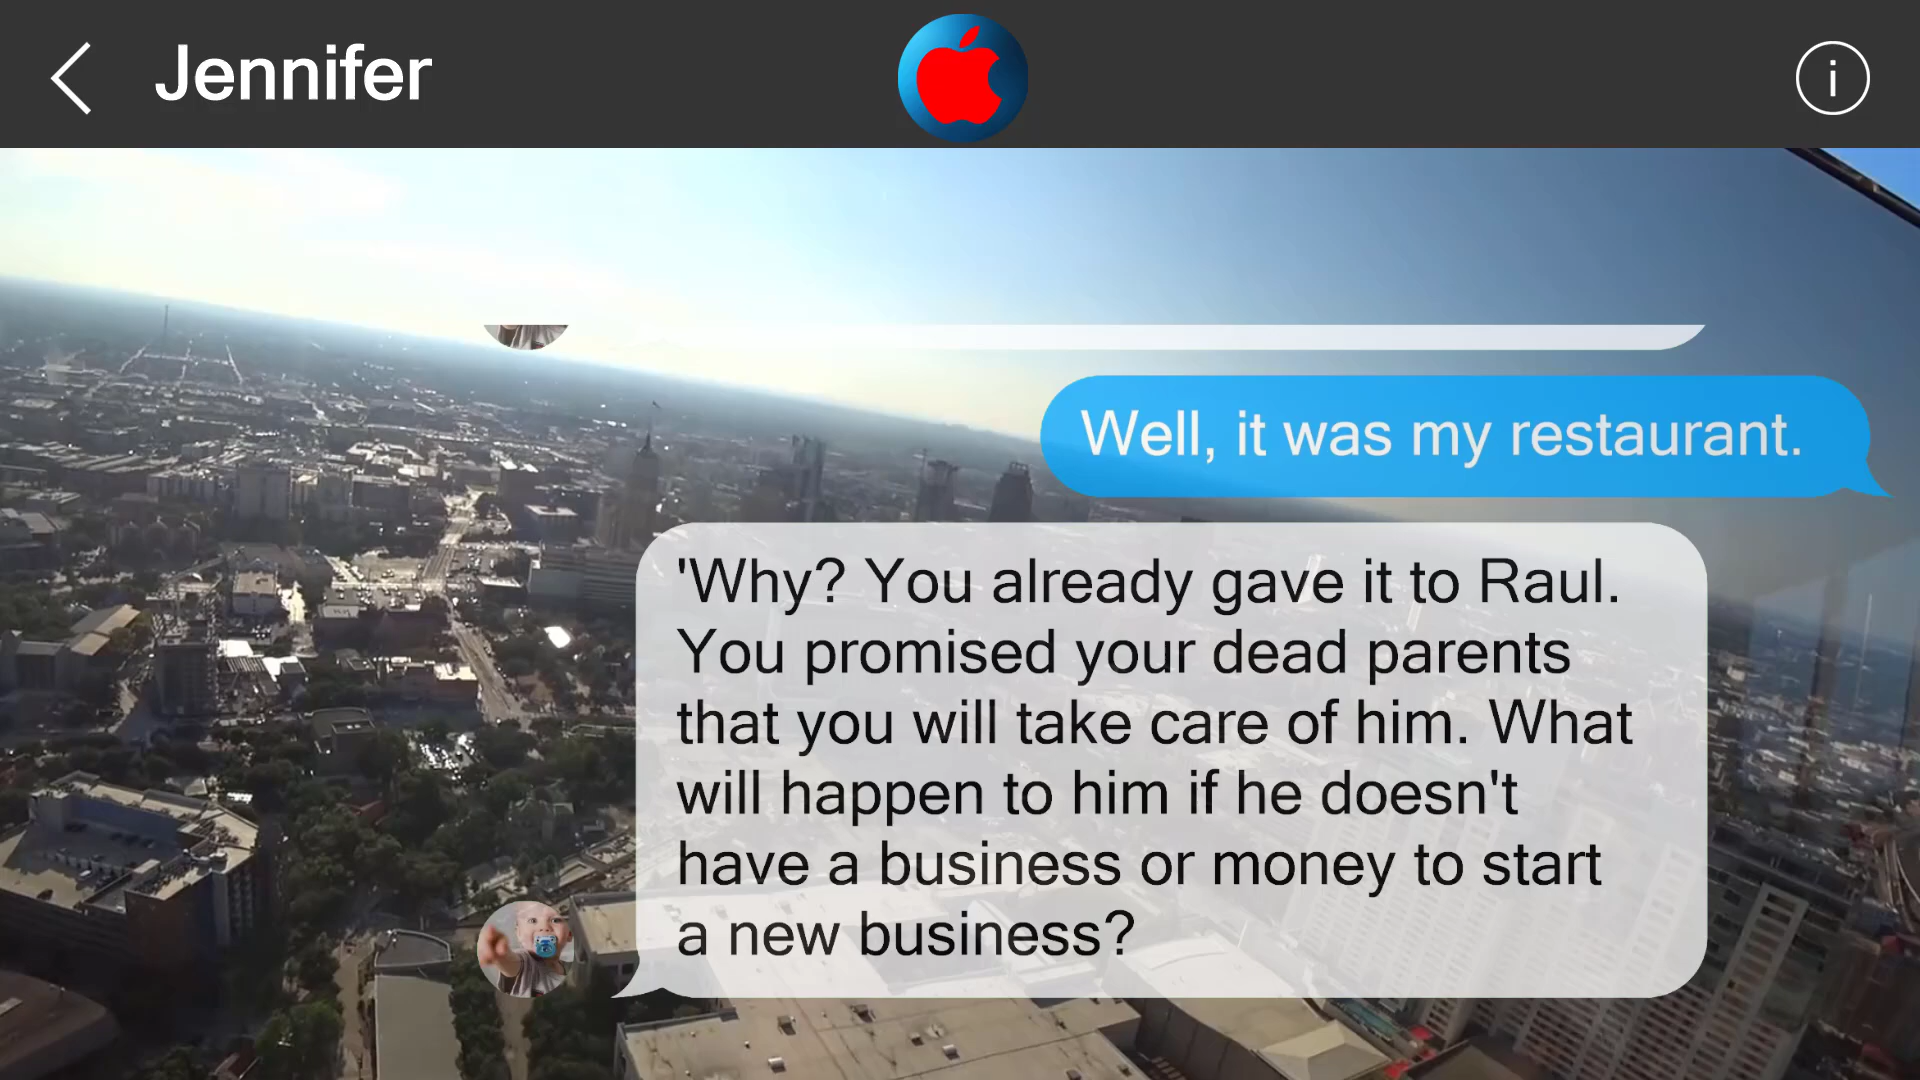 Jennifer
i
Well, it was my restaurant.
'Why? You already gave it to Raul.
You promised your dead parents
that you will take care of him. What
will happen to him if he doesn't
have a business or money to start
a new business?